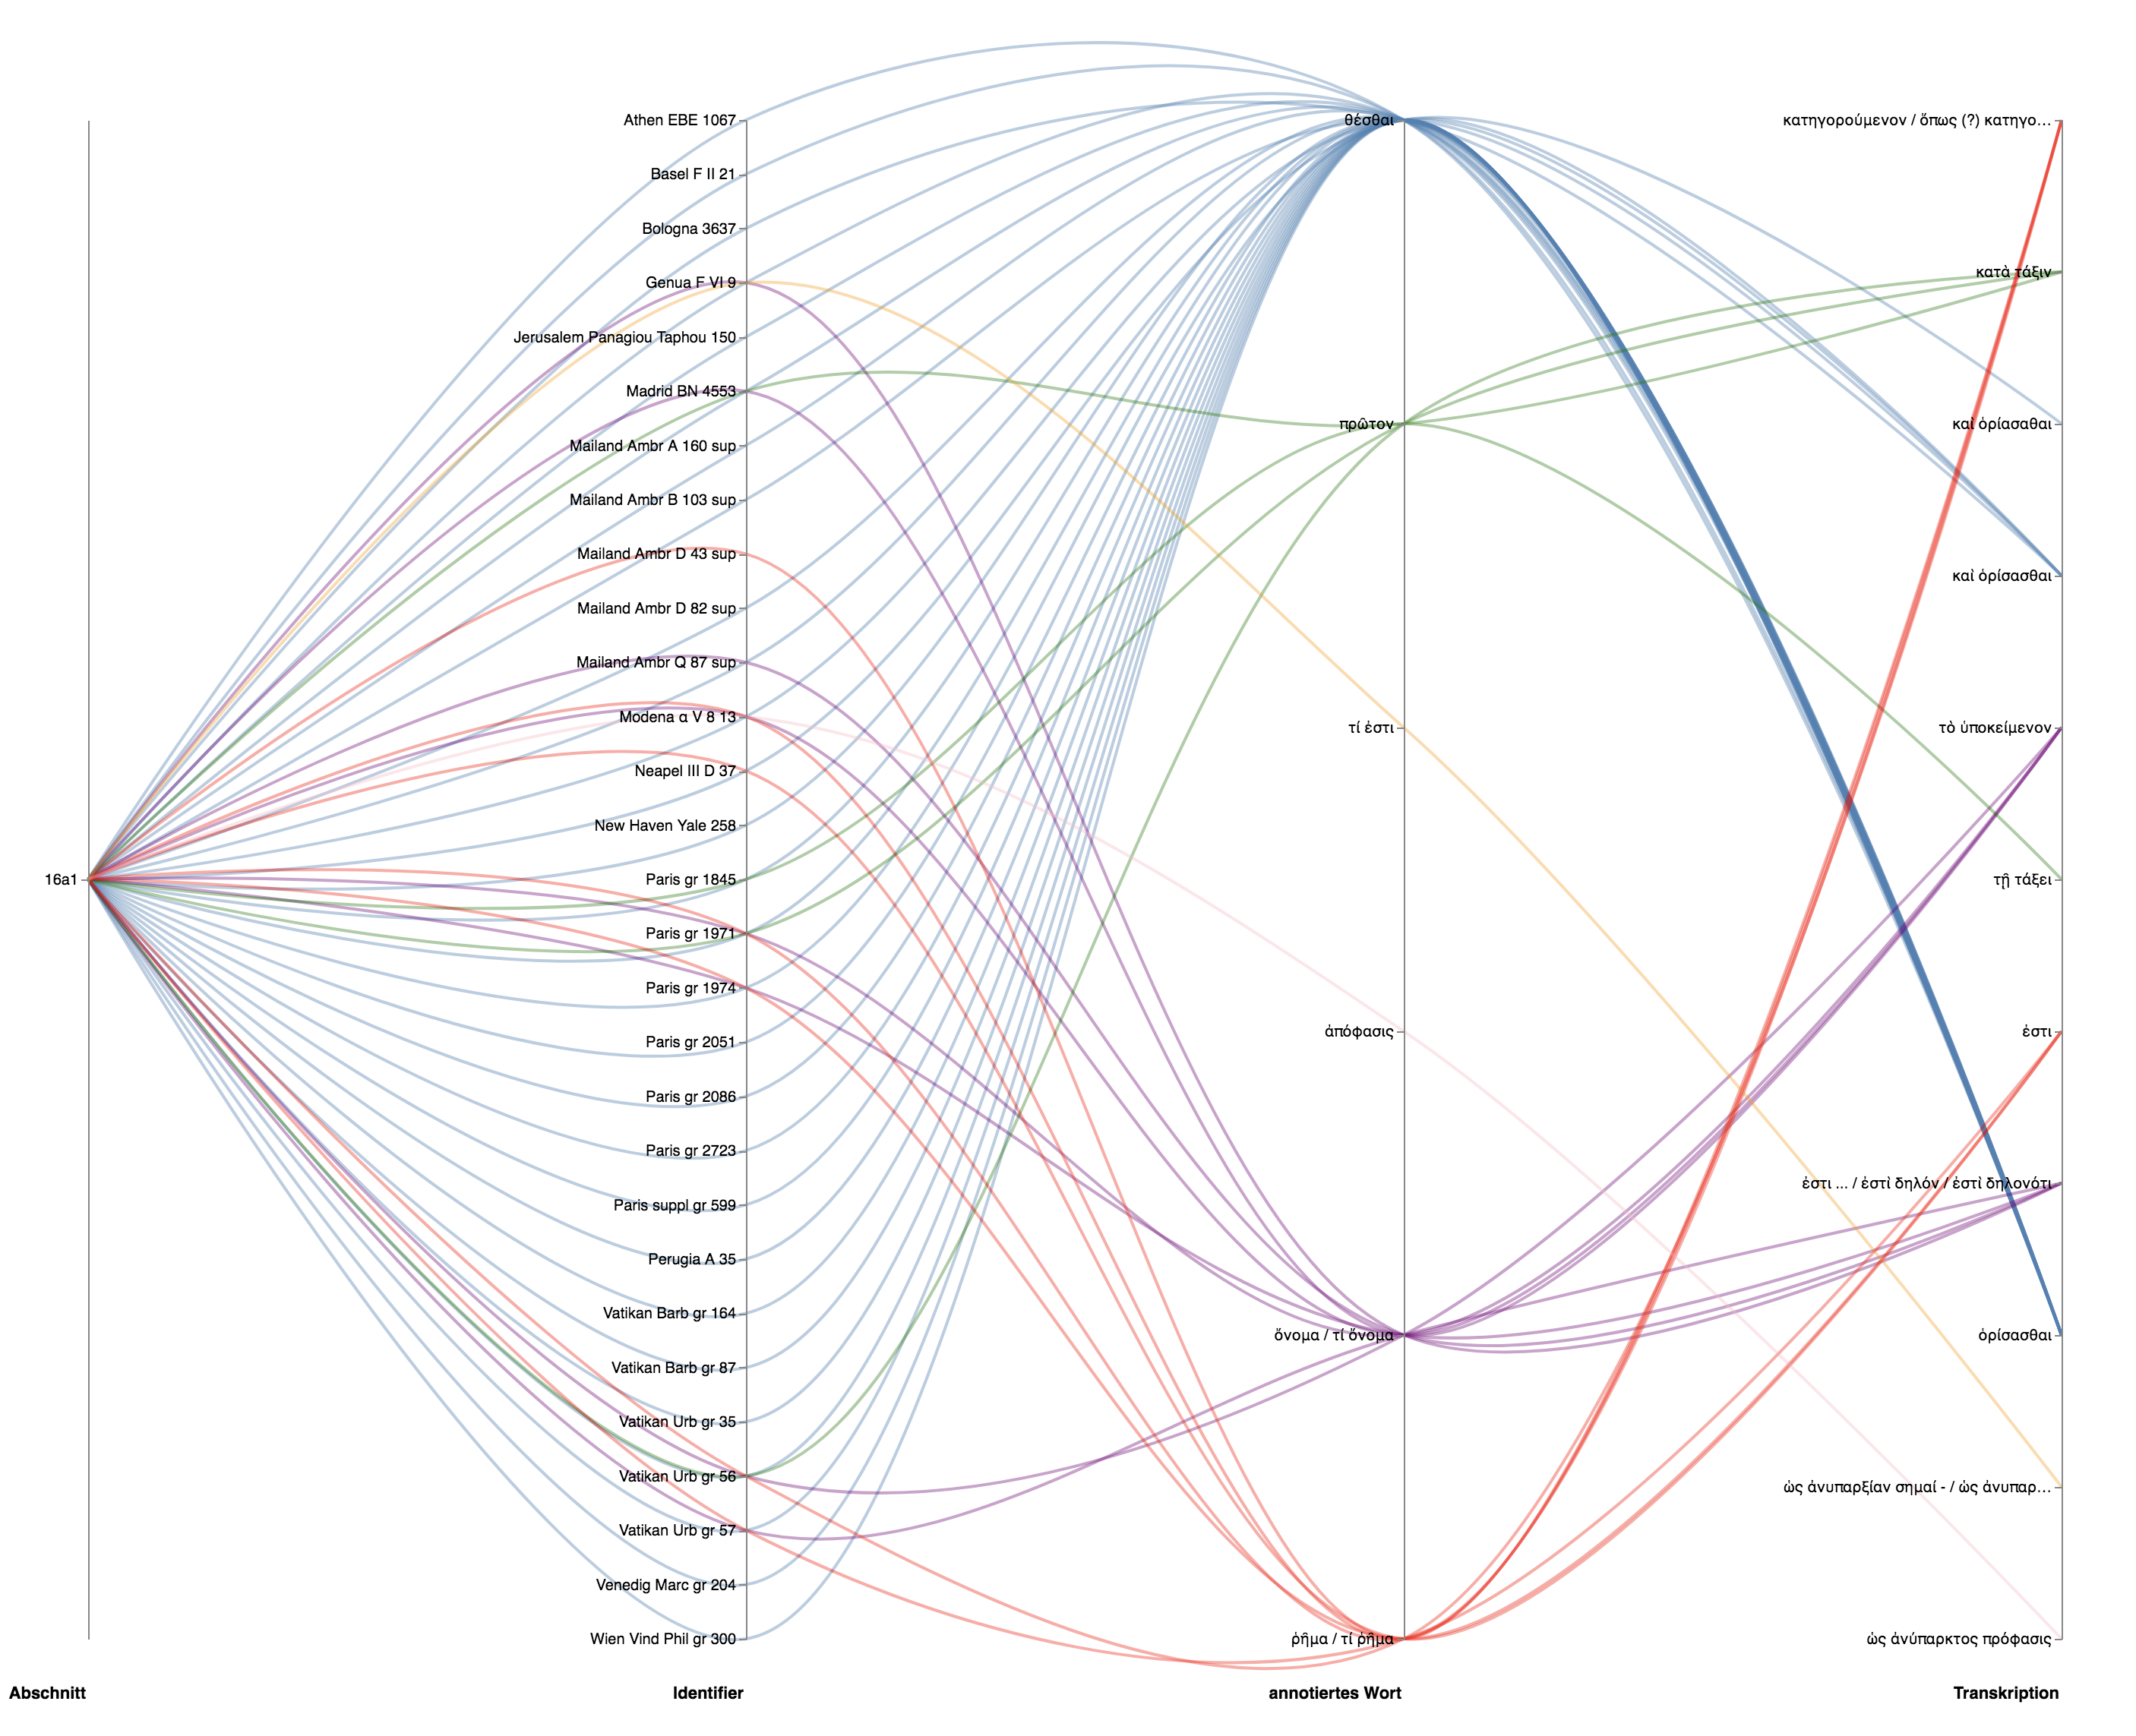 16a1
Athen EBE 1067
Basel F II 21
Bologna 3637
Genua F VI 9
Jerusalem Panagiou Taphou 150
Madrid BN 4553
Mailand Ambr A 160 sup
Mailand Ambr B 103 sup
Mailand Ambr D 43 sup
Mailand Ambr D 82 sup
Mailand Ambr Q 87 sup
Modena α V 8 13
Neapel III D 37
New Haven Yale 258
Paris gr 1845
Paris gr 1971
Paris gr 1974
Paris gr 2051
Paris gr 2086
Paris gr 2723
Paris suppl gr 599
Perugia A 35
Vatikan Barb gr 164
Vatikan Barb gr 87
Vatikan Urb gr 35
Vatikan Urb gr 56
Vatikan Urb gr 57
Venedig Marc gr 204
Wien Vind Phil gr 300
θέσθαι
πρῶτον
τί ἐστι
ἀπόφασις
ὄνομα / τί ὄνομα
ῥῆμα / τί ῥῆμα
κατηγορούμενον / ὅπως (?) κατηγο...
κατὰ τάξιν
καὶ ὁρίασαθαι
καὶ ὁρίσασθαι
τὸ ὑποκείμενον
τῇ τάξει
ἐστι
ἐστι ... / ἐστὶ δηλόν / ἐστὶ δηλονότι
ὁρίσασθαι
ὡς ἀνυπαρξίαν σημαί - / ὡς ἀνυπαρ...
ὡς ἀνύπαρκτος πρόφασις
Abschnitt
Identifier
annotiertes Wort
Transkription